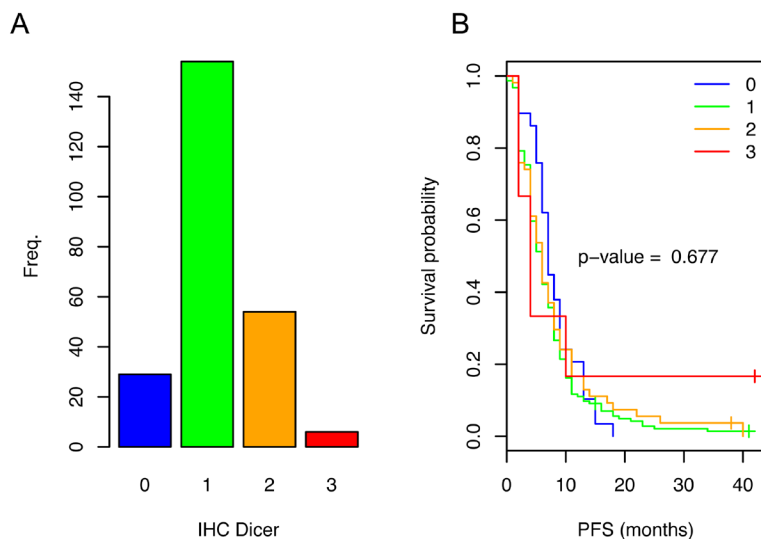 A
Freq.
0 20 40 60 80 100 120 140
0 1 2 3
IHC Dicer
B
Survival probability
0.0 0.2 0.4 0.6 0.8 1.0
0
1
2
3
p−value = 0.677
0 10 20 30 40
PFS (months)